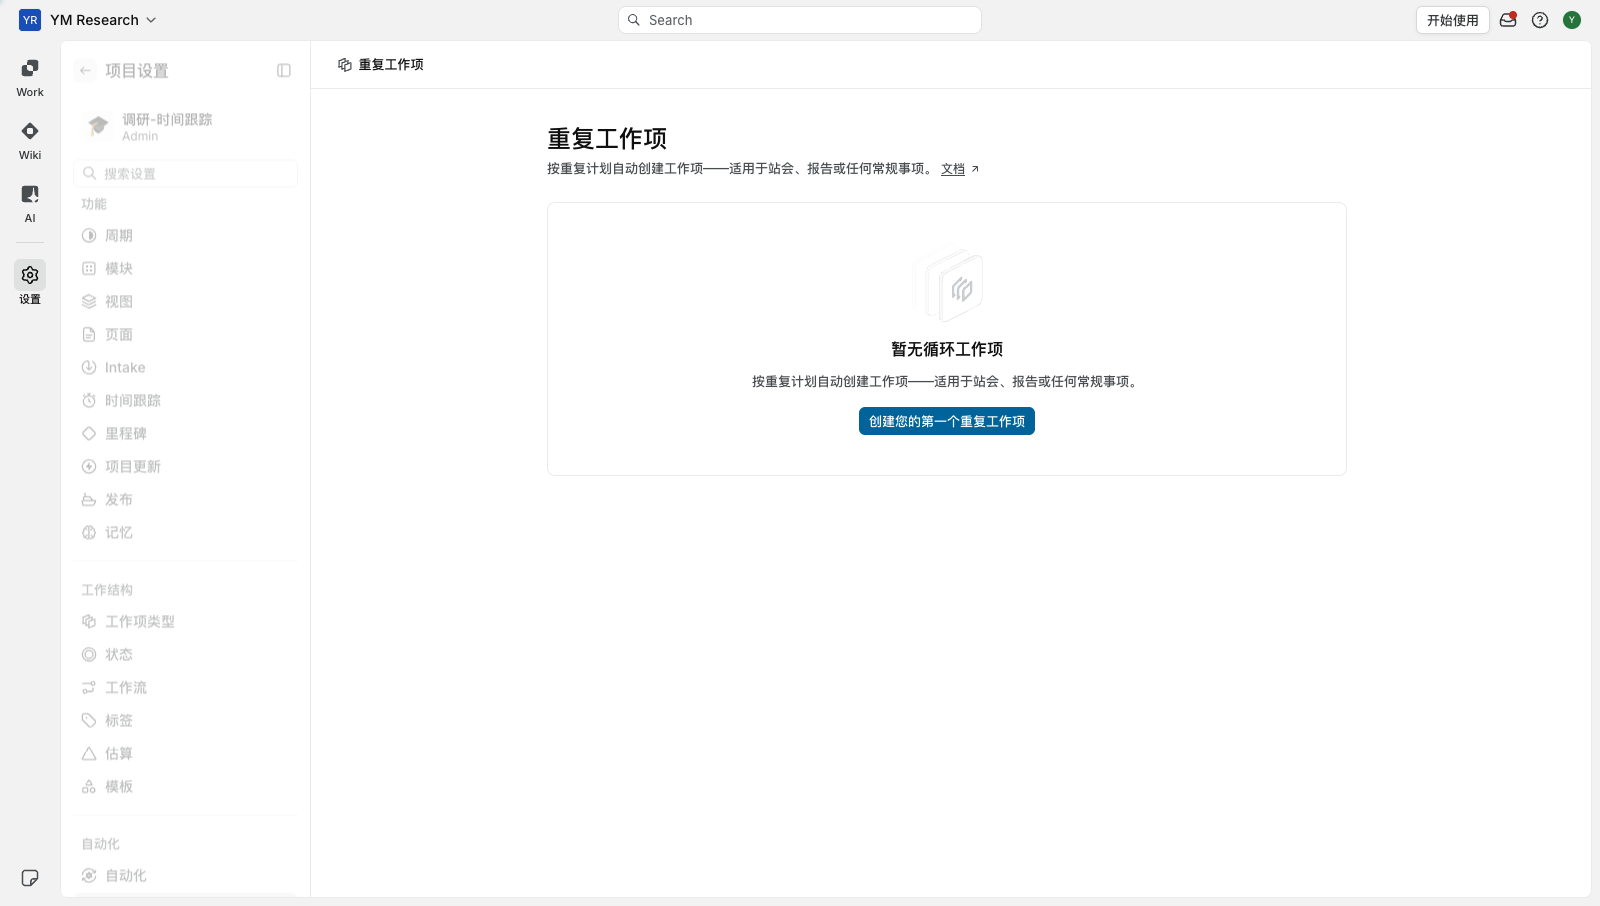 YR YM Research
Search
开始使用
Y
Work
Wiki
AI
设置
项目设置
调研-时间跟踪
Admin
搜索设置
功能
周期
模块
视图
页面
Intake
时间跟踪
里程碑
项目更新
发布
记忆
工作结构
工作项类型
状态
工作流
标签
估算
模板
自动化
自动化
重复工作项
重复工作项
按重复计划自动创建工作项——适用于站会、报告或任何常规事项。 文档
暂无循环工作项
按重复计划自动创建工作项——适用于站会、报告或任何常规事项。
创建您的第一个重复工作项